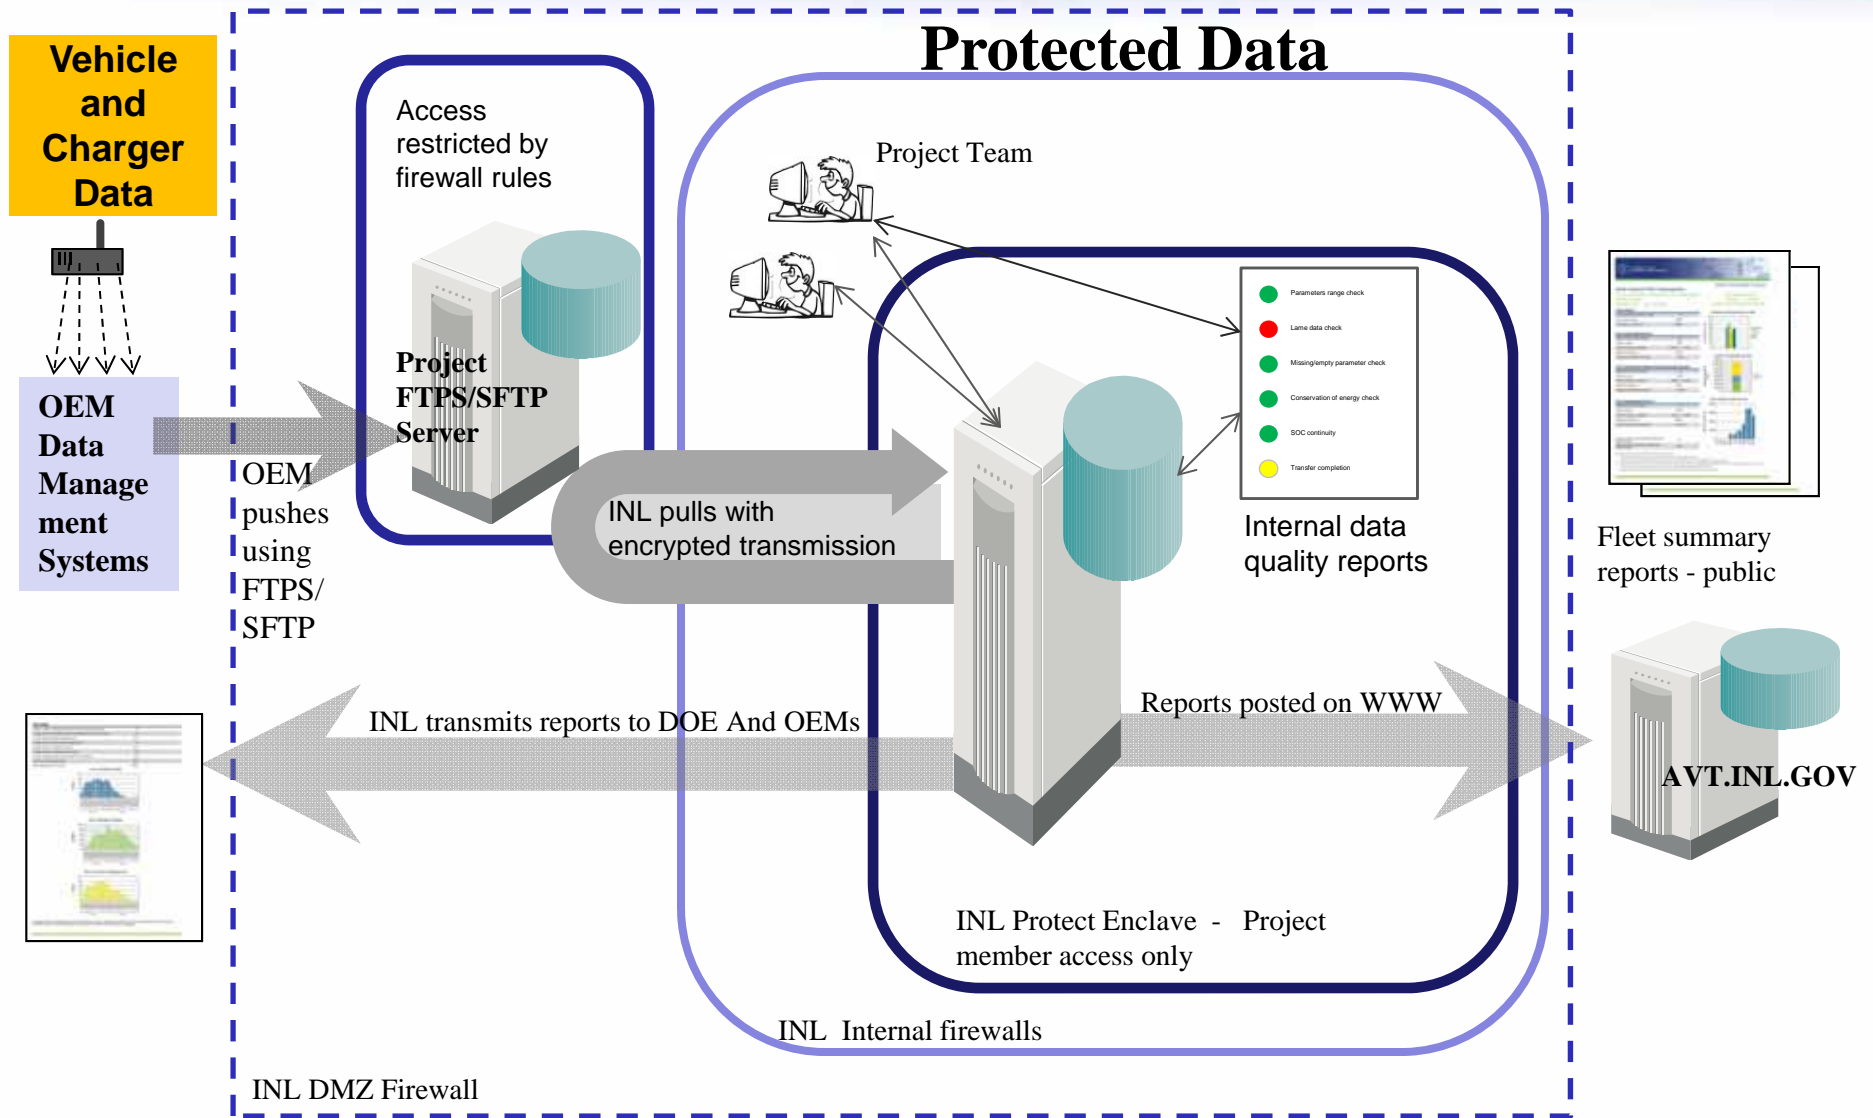 Protected Data
Vehicle
and
Charger
Data
Access
restricted by
firewall rules
Project Team
Parameters range check
Lame data check
Missing/empty parameter check
Conservation of energy check
SOC continuity
Transfer completion
Project
FTPS/SFTP
Server
OEM
Data
Manage
ment
Systems
OEM
pushes
using
FTPS/
SFTP
INL pulls with
encrypted transmission
Internal data
quality reports
Fleet summary
reports - public
INL transmits reports to DOE And OEMs
Reports posted on WWW
AVT.INL.GOV
INL Protect Enclave - Project
member access only
INL Internal firewalls
INL DMZ Firewall